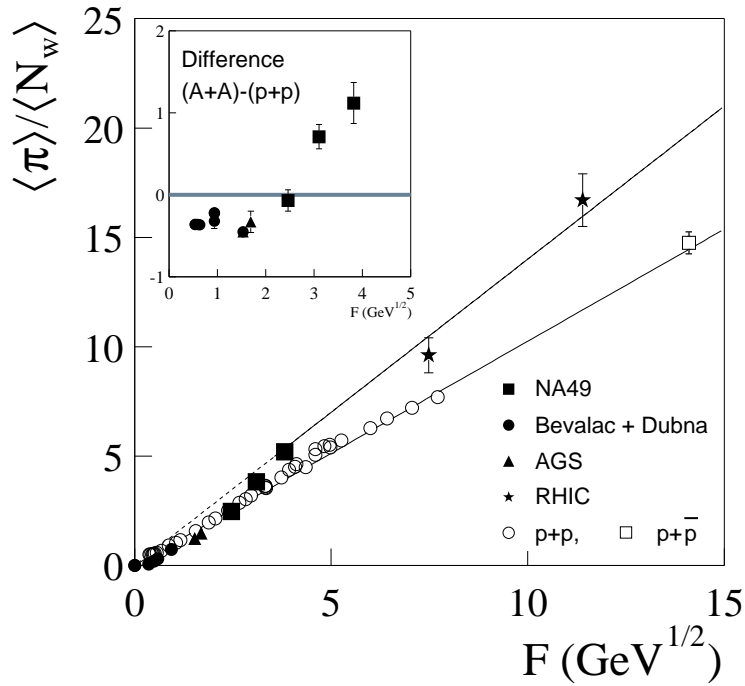 ⟨π⟩/⟨N_w⟩
25
20
15
10
5
0
2
1
0
-1
Difference
(A+A)-(p+p)
0 1 2 3 4 5
F (GeV^{1/2})
NA49
Bevalac + Dubna
AGS
RHIC
p+p, p+p̅
0 5 10 15
F (GeV^{1/2})